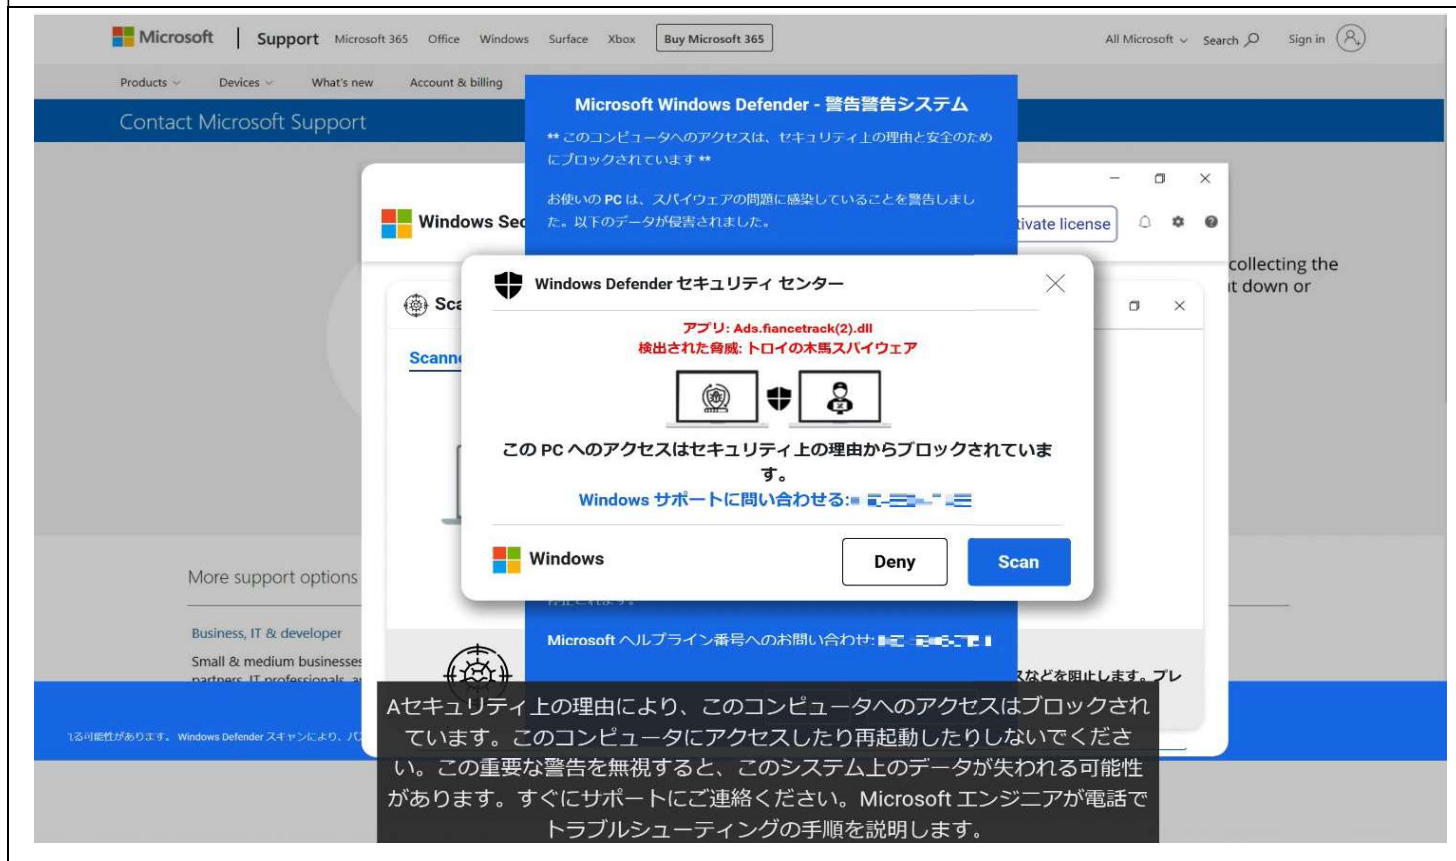 Microsoft | Support Microsoft 365 Office Windows Surface Xbox Buy Microsoft 365 All Microsoft Search Sign in
Products Devices What's new Account & billing
Contact Microsoft Support
Microsoft Windows Defender - 警告警告システム
** このコンピュータへのアクセスは、セキュリティ上の理由と安全のため
にブロックされています **
お使いの PC は、スパイウェアの問題に感染していることを警告しまし
た。以下のデータが侵害されました。
Windows Sec
tivate license
collecting the
t down or
Sca
Scanne
Windows Defender セキュリティ センター
アプリ: Ads.fiancetrack(2).dll
検出された脅威: トロイの木馬スパイウェア
この PC へのアクセスはセキュリティ上の理由からブロックされていま
す。
Windows サポートに問い合わせる:
Windows
Deny
Scan
More support options
Business, IT & developer
Small & medium businesses
partners, IT professionals, a
Microsoft ヘルプライン番号へのお問い合わせ:
スなどを阻止します。プレ
る可能性があります。 Windows Defender スキャンにより、パス
Aセキュリティ上の理由により、このコンピュータへのアクセスはブロックされ
ています。このコンピュータにアクセスしたり再起動したりしないでくださ
い。この重要な警告を無視すると、このシステム上のデータが失われる可能性
があります。すぐにサポートにご連絡ください。Microsoft エンジニアが電話で
トラブルシューティングの手順を説明します。